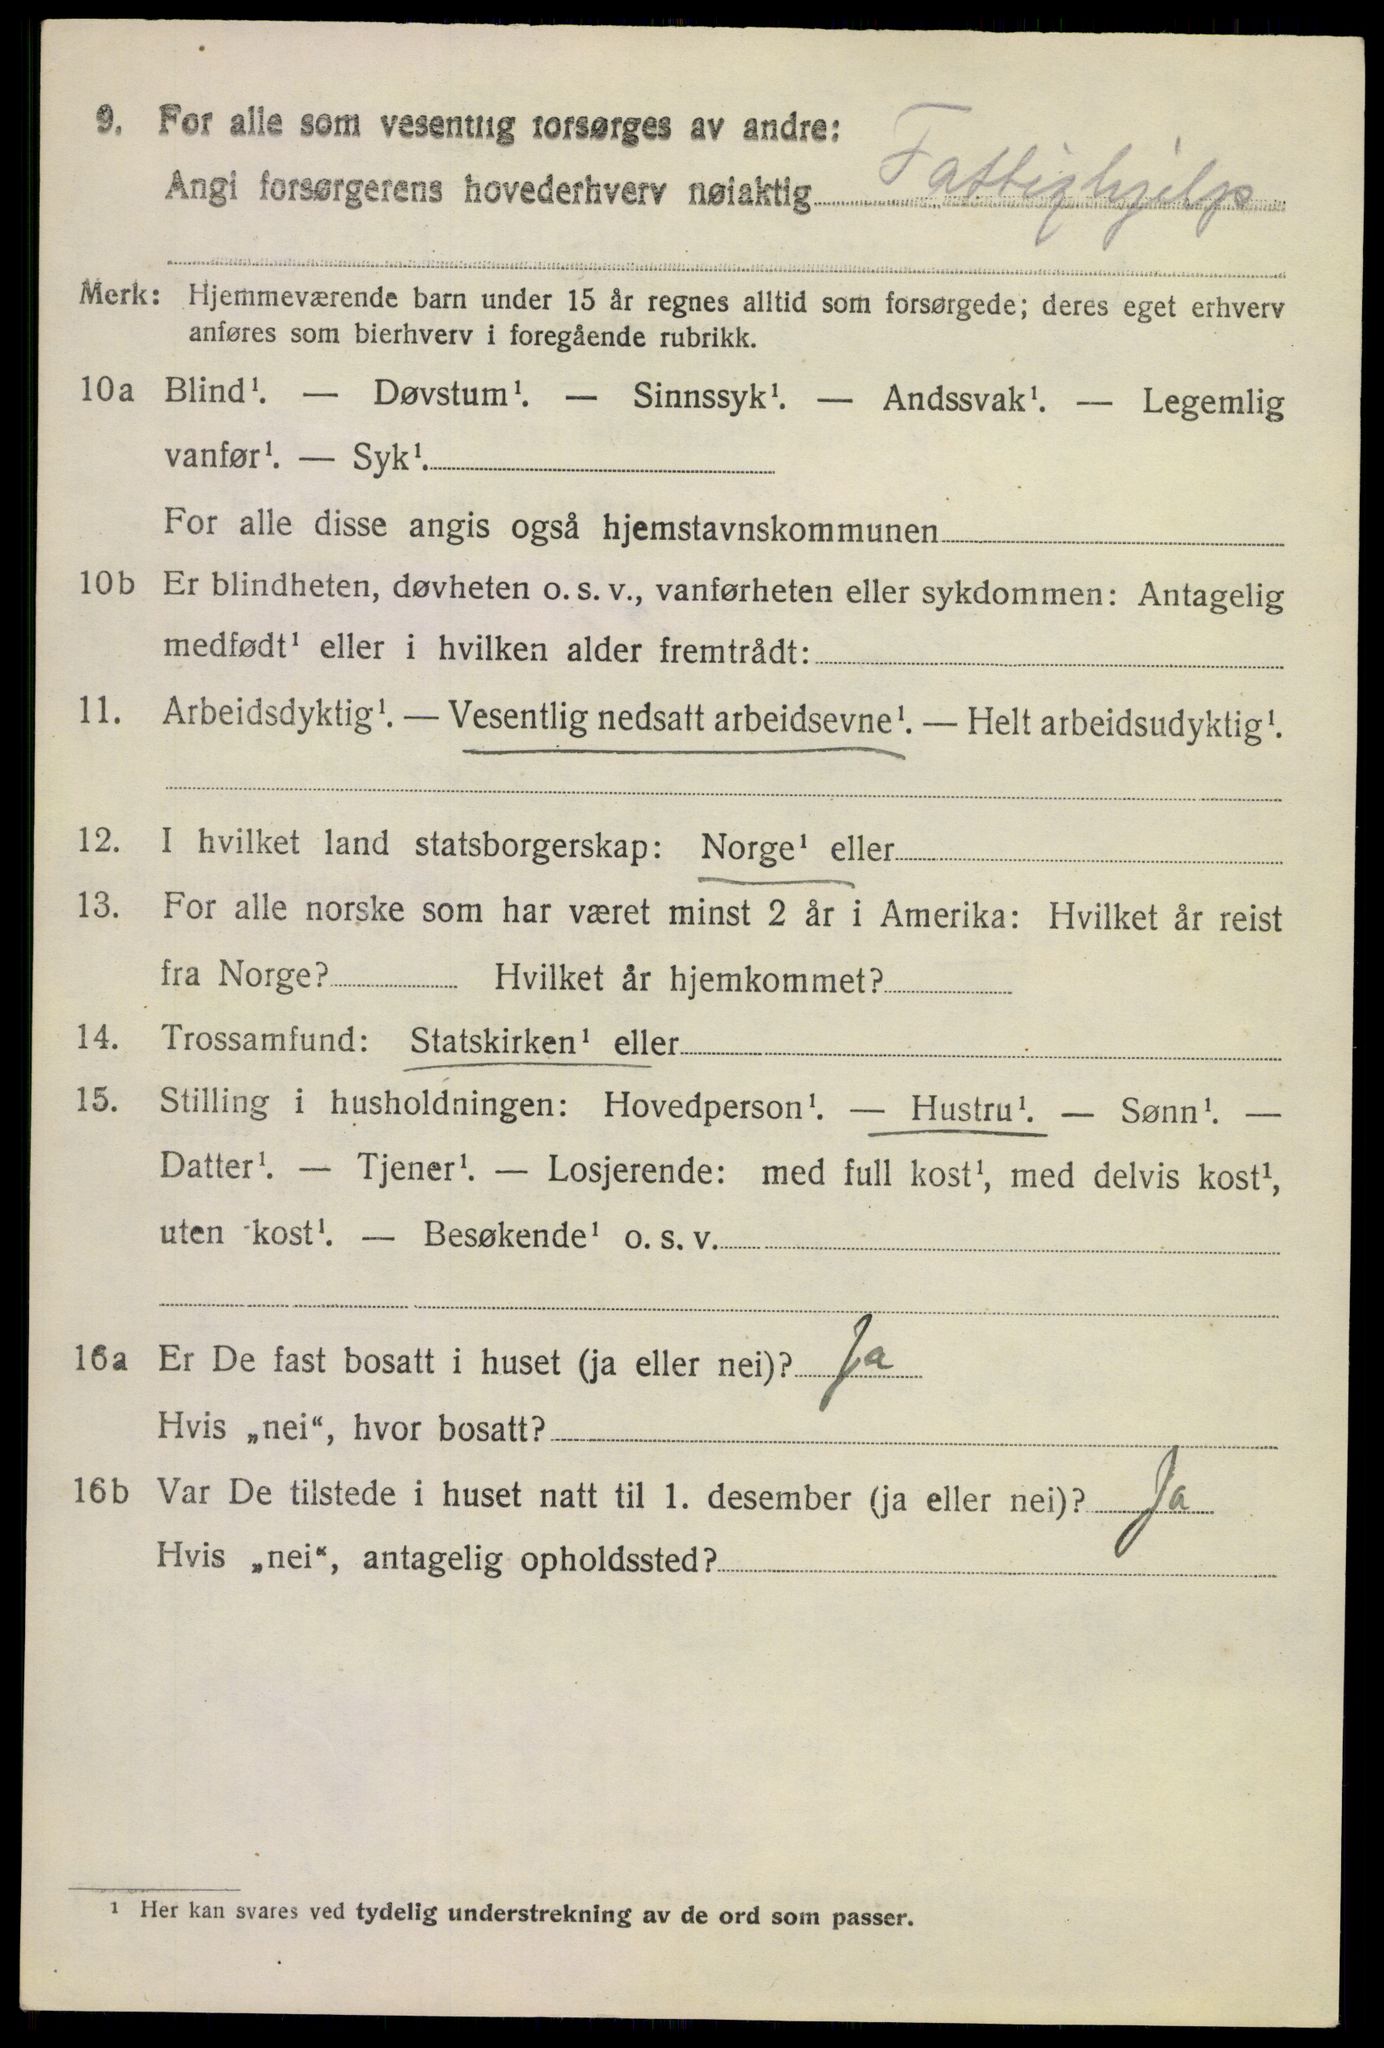 9. For alle som vesentlig forsørges av andre:
Angi forsørgerens hovederhverv nøiaktig Fattighjelp
Merk: Hjemmeværende barn under 15 år regnes alltid som forsørgede; deres eget erhverv
anføres som bierhverv i foregående rubrikk.
10a Blind¹. — Døvstum¹. — Sinnssyk¹. — Andssvak¹. — Legemlig
vanfør¹. — Syk¹.
For alle disse angis også hjemstavnskommunen
10b Er blindheten, døvheten o. s. v., vanførheten eller sykdommen: Antagelig
medfødt¹ eller i hvilken alder fremtrådt:
11. Arbeidsdyktig¹. — Vesentlig nedsatt arbeidsevne¹. — Helt arbeidsudyktig¹.
12. I hvilket land statsborgerskap: Norge¹ eller
13. For alle norske som har været minst 2 år i Amerika: Hvilket år reist
fra Norge? Hvilket år hjemkommet?
14. Trossamfund: Statskirken¹ eller
15. Stilling i husholdningen: Hovedperson¹. — Hustru¹. — Sønn¹. —
Datter¹. — Tjener¹. — Losjerende: med full kost¹, med delvis kost¹,
uten kost¹. — Besøkende¹ o. s. v.
16a Er De fast bosatt i huset (ja eller nei)? Ja
Hvis „nei“, hvor bosatt?
16b Var De tilstede i huset natt til 1. desember (ja eller nei)? Ja
Hvis „nei“, antagelig opholdssted?
¹ Her kan svares ved tydelig understrekning av de ord som passer.